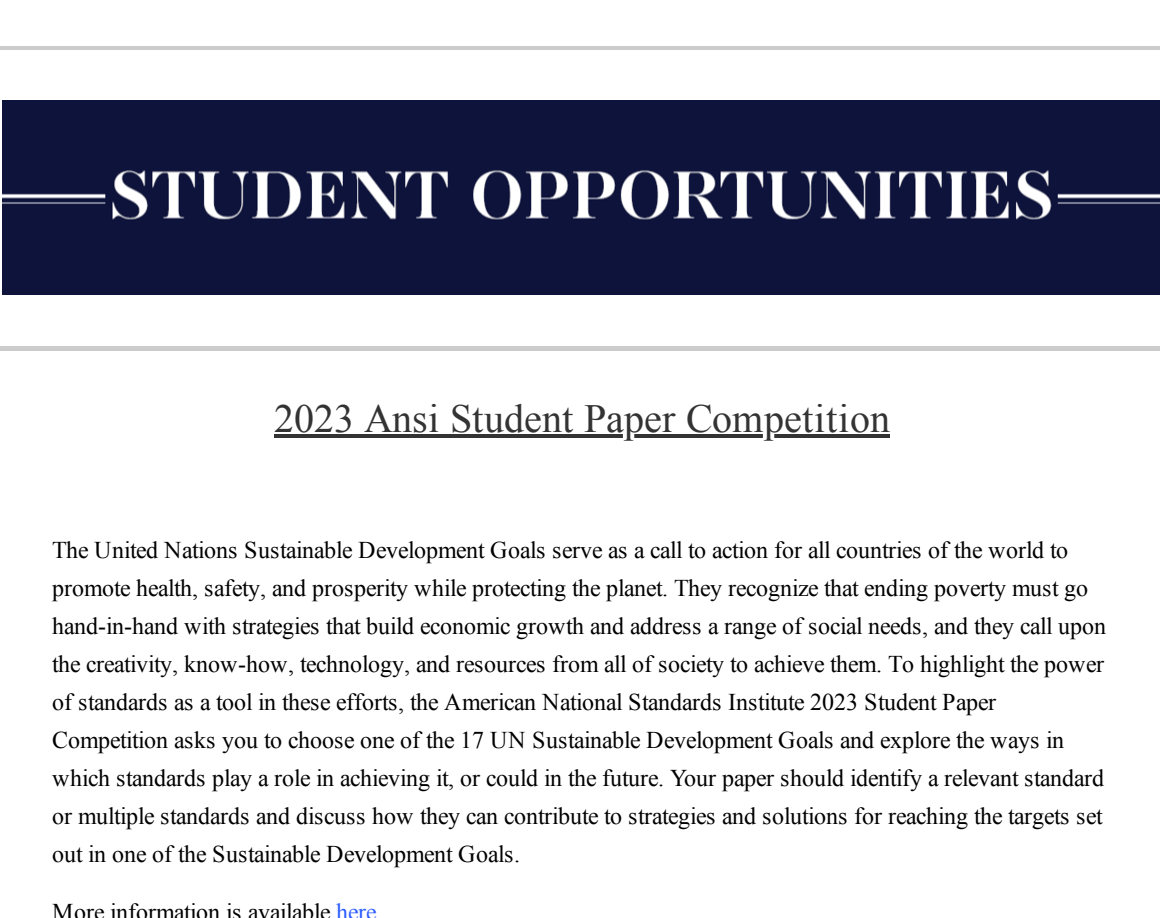 STUDENT OPPORTUNITIES
2023 Ansi Student Paper Competition
The United Nations Sustainable Development Goals serve as a call to action for all countries of the world to
promote health, safety, and prosperity while protecting the planet. They recognize that ending poverty must go
hand-in-hand with strategies that build economic growth and address a range of social needs, and they call upon
the creativity, know-how, technology, and resources from all of society to achieve them. To highlight the power
of standards as a tool in these efforts, the American National Standards Institute 2023 Student Paper
Competition asks you to choose one of the 17 UN Sustainable Development Goals and explore the ways in
which standards play a role in achieving it, or could in the future. Your paper should identify a relevant standard
or multiple standards and discuss how they can contribute to strategies and solutions for reaching the targets set
out in one of the Sustainable Development Goals.
More information is available here